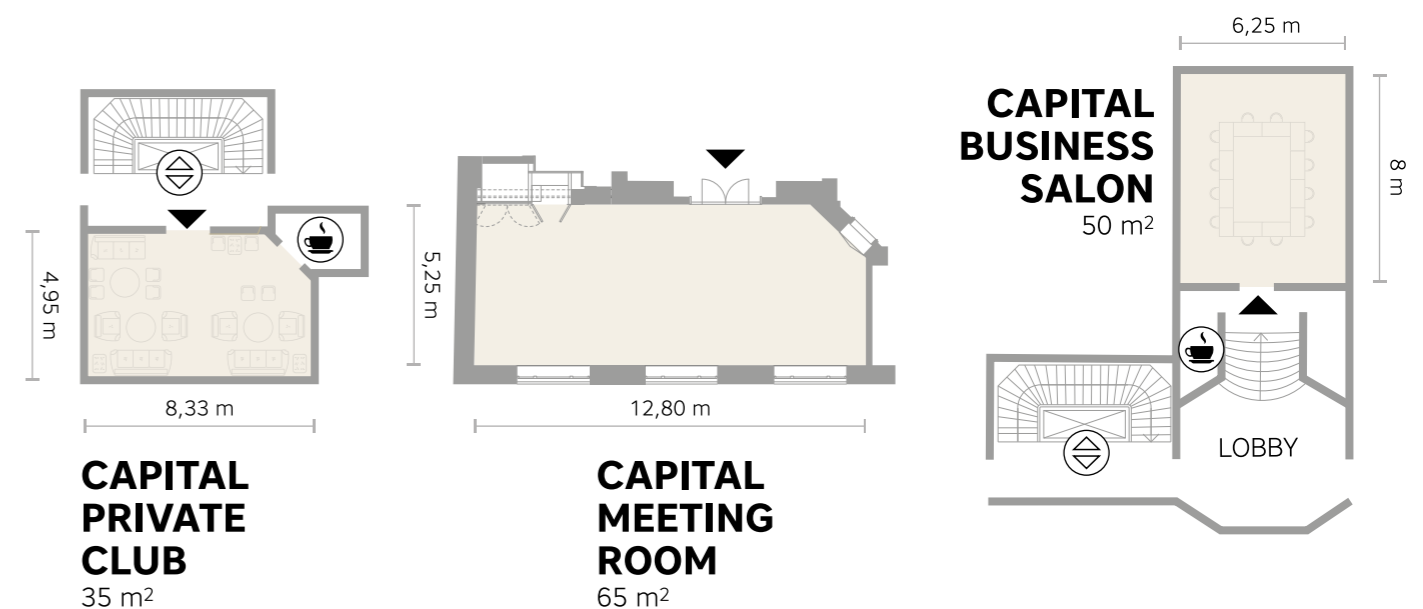 4,95 m
8,33 m
CAPITAL
PRIVATE
CLUB
35 m²
5,25 m
12,80 m
CAPITAL
MEETING
ROOM
65 m²
6,25 m
8 m
CAPITAL
BUSINESS
SALON
50 m²
LOBBY